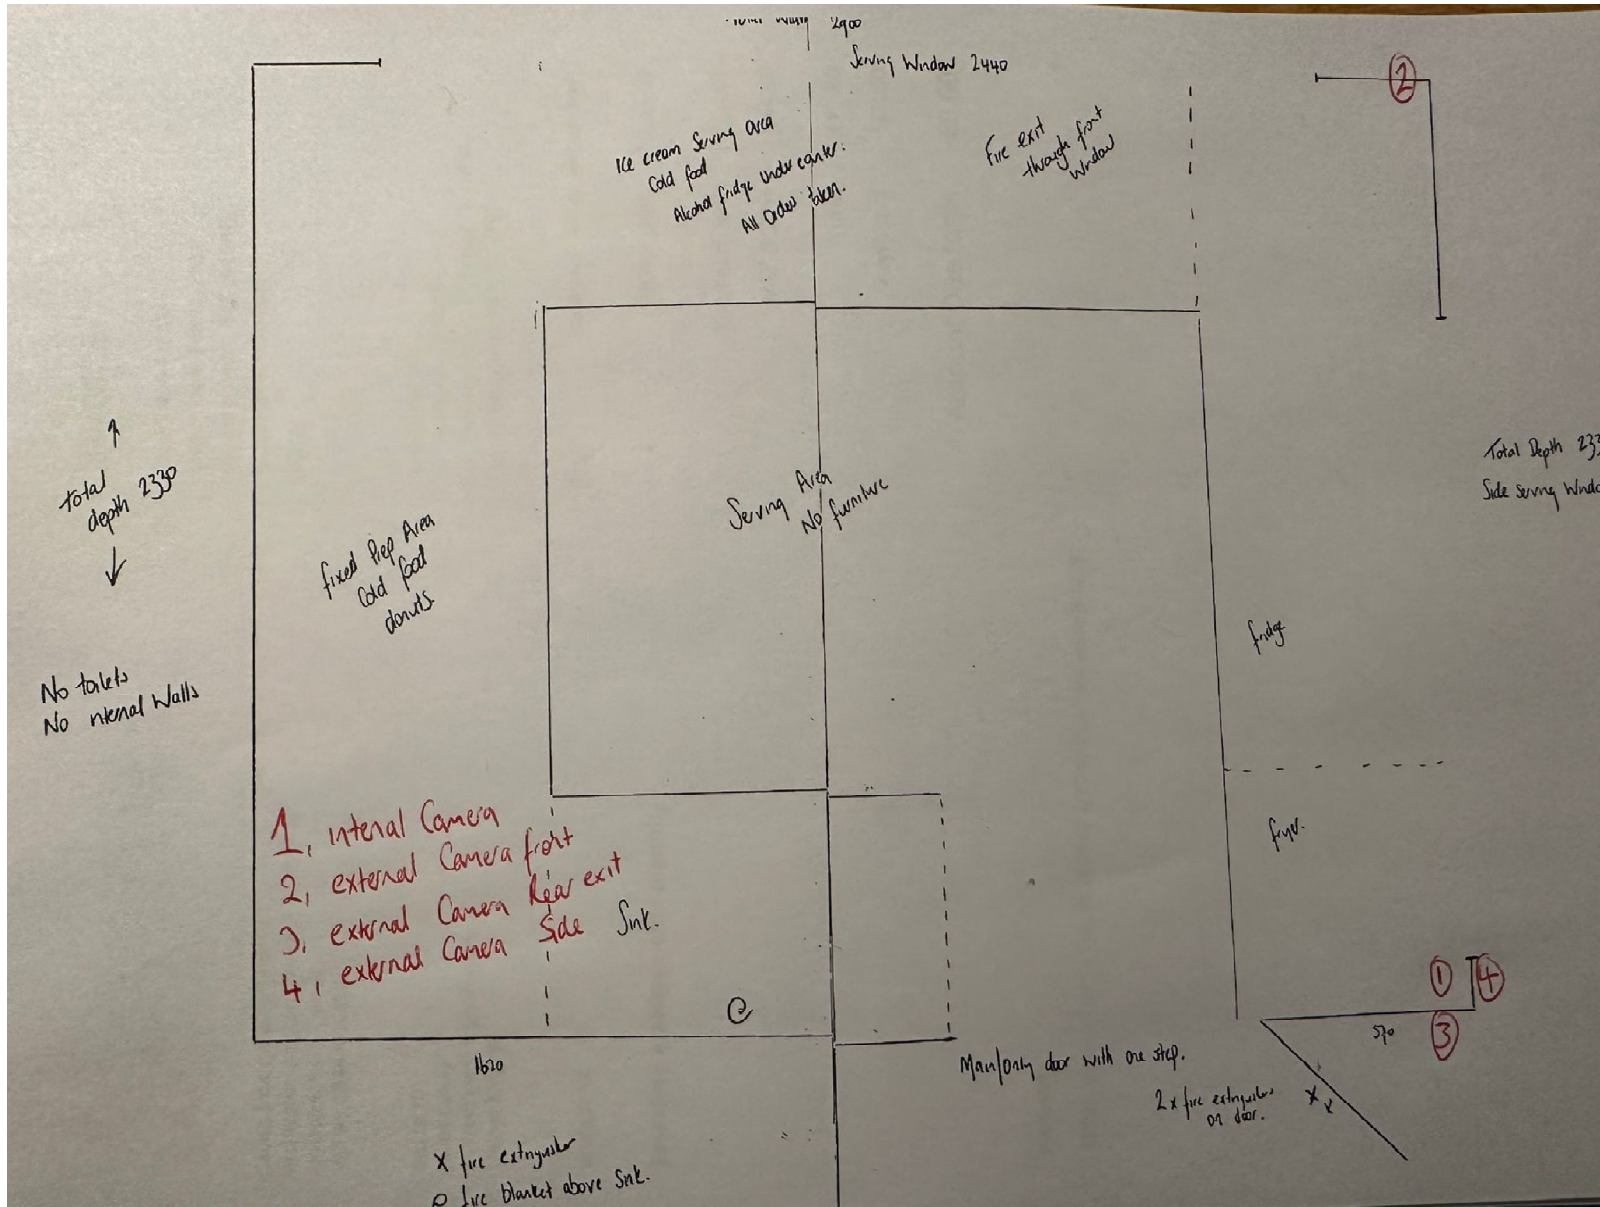 2900
Serving Window 2440
2
Ice cream Serving area
Cold food
Alcohol fridge under counter.
All Orders taken.
Fire exit
through front
window
Total
depth 2330
Total Depth 233
Side serving Windo
Serving Area
No furniture
fixed Prep Area
Cold food
donuts.
fridge
No toilets
No nternal Walls
fryer.
1, internal Camera
2, external Camera front
3, external Camera Rear exit
4, external Camera Side
Sink.
1
4
3
570
1620
Main/only door with one step.
2x fire extinguishers
on door.
x x
x fire extinguisher
o fire blanket above Sink.